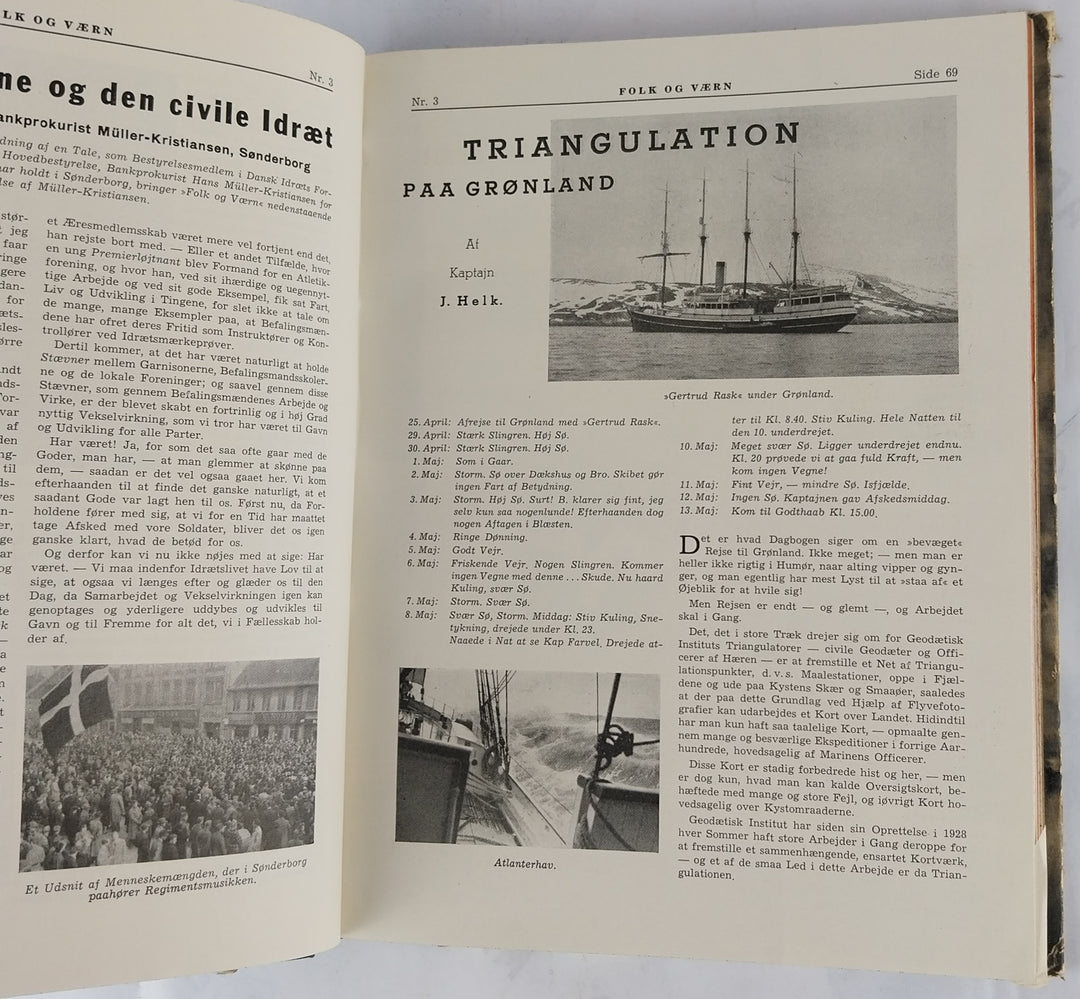 LK OG VÆRN
Nr. 3
ne og den civile Idræt
ankprokurist Müller-Kristiansen, Sønderborg
dning af en Tale, som Bestyrelsesmedlem i Dansk Idræts For-
Hovedbestyrelse, Bankprokurist Hans Müller-Kristiansen for
har holdt i Sønderborg, bringer »Folk og Værn« nedenstaaende
lse af Müller-Kristiansen.
stør-
jeg
faar
ringe
gere
dan-
for
æts-
sles-
ørre
ndt
ds-
or-
var
af
den
ng-
til
ds-
ves
n-
er,
ge
ar
og
et
te
k
—
a
e
n
et Æresmedlemsskab været mere vel fortjent end det,
han rejste bort med. — Eller et andet Tilfælde, hvor
en ung Premierløjtnant blev Formand for en Atletik-
forening, og hvor han, ved sit ihærdige og uegennyt-
tige Arbejde og ved sit gode Eksempel, fik sat Fart,
Liv og Udvikling i Tingene, for slet ikke at tale om
de mange, mange Eksempler paa, at Befalingsmæn-
dene har ofret deres Fritid som Instruktører og Kon-
trollører ved Idrætsmærkeprøver.
Dertil kommer, at det har været naturligt at holde
Stævner mellem Garnisonerne, Befalingsmandsskoler-
ne og de lokale Foreninger; og saavel gennem disse
Stævner, som gennem Befalingsmændenes Arbejde og
Virke, er der blevet skabt en fortrinlig og i høj Grad
nyttig Vekselvirkning, som vi tror har været til Gavn
og Udvikling for alle Parter.
Har været! Ja, for som det saa ofte gaar med de
Goder, man har, — at man glemmer at skønne paa
dem, — saadan er det vel ogsaa gaaet her. Vi kom
efterhaanden til at finde det ganske naturligt, at et
saadant Gode var lagt hen til os. Først nu, da For-
holdene fører med sig, at vi for en Tid har maattet
tage Afsked med vore Soldater, bliver det os igen
ganske klart, hvad de betød for os.
Og derfor kan vi nu ikke nøjes med at sige: Har
været. — Vi maa indenfor Idrætslivet have Lov til at
sige, at ogsaa vi længes efter og glæder os til den
Dag, da Samarbejdet og Vekselvirkningen igen kan
genoptages og yderligere uddybes og udvikles til
Gavn og til Fremme for alt det, vi i Fællesskab hol-
der af.
Et Udsnit af Menneskemængden, der i Sønderborg
paahører Regimentsmusikken.
Nr. 3
FOLK OG VÆRN
Side 69
TRIANGULATION
PAA GRØNLAND
Af
Kaptajn
J. Helk.
»Gertrud Rask« under Grønland.
25. April: Afrejse til Grønland med »Gertrud Rask«.
29. April: Stærk Slingren. Høj Sø.
30. April: Stærk Slingren. Høj Sø.
1. Maj: Som i Gaar.
2. Maj: Storm. Sø over Dækshus og Bro. Skibet gør
ingen Fart af Betydning.
3. Maj: Storm. Høj Sø. Surt! B. klarer sig fint, jeg
selv kun saa nogenlunde! Efterhaanden dog
nogen Aftagen i Blæsten.
4. Maj: Ringe Dønning.
5. Maj: Godt Vejr.
6. Maj: Friskende Vejr. Nogen Slingren. Kommer
ingen Vegne med denne ... Skude. Nu haard
Kuling, svær Sø.
7. Maj: Storm. Svær Sø.
8. Maj: Svær Sø, Storm. Middag: Stiv Kuling, Sne-
tykning, drejede under Kl. 23.
Naaede i Nat at se Kap Farvel. Drejede at-
Atlanterhav.
ter til Kl. 8.40. Stiv Kuling. Hele Natten til
den 10. underdrejet.
10. Maj: Meget svær Sø. Ligger underdrejet endnu.
Kl. 20 prøvede vi at gaa fuld Kraft, — men
kom ingen Vegne!
11. Maj: Fint Vejr, — mindre Sø. Isfjælde.
12. Maj: Ingen Sø. Kaptajnen gav Afskedsmiddag.
13. Maj: Kom til Godthaab Kl. 15.00.
Det er hvad Dagbogen siger om en »bevæget«
Rejse til Grønland. Ikke meget; — men man er
heller ikke rigtig i Humør, naar alting vipper og gyn-
ger, og man egentlig har mest Lyst til at »staa af« et
Øjeblik for at hvile sig!
Men Rejsen er endt — og glemt —, og Arbejdet
skal i Gang.
Det, det i store Træk drejer sig om for Geodætisk
Instituts Triangulatorer — civile Geodæter og Offi-
cerer af Hæren — er at fremstille et Net af Triangu-
lationspunkter, d. v. s. Maalestationer, oppe i Fjæl-
dene og ude paa Kystens Skær og Smaaøer, saaledes
at der paa dette Grundlag ved Hjælp af Flyvefoto-
grafier kan udarbejdes et Kort over Landet. Hidindtil
har man kun haft saa taalelige Kort, — opmaalte gen-
nem mange og besværlige Ekspeditioner i forrige Aar-
hundrede, hovedsagelig af Marinens Officerer.
Disse Kort er stadig forbedrede hist og her, — men
er dog kun, hvad man kan kalde Oversigtskort, be-
hæftede med mange og store Fejl, og iøvrigt Kort ho-
vedsagelig over Kystomraaderne.
Geodætisk Institut har siden sin Oprettelse i 1928
hver Sommer haft store Arbejder i Gang deroppe for
at fremstille et sammenhængende, ensartet Kortværk,
— og et af de smaa Led i dette Arbejde er da Trian-
gulationen.